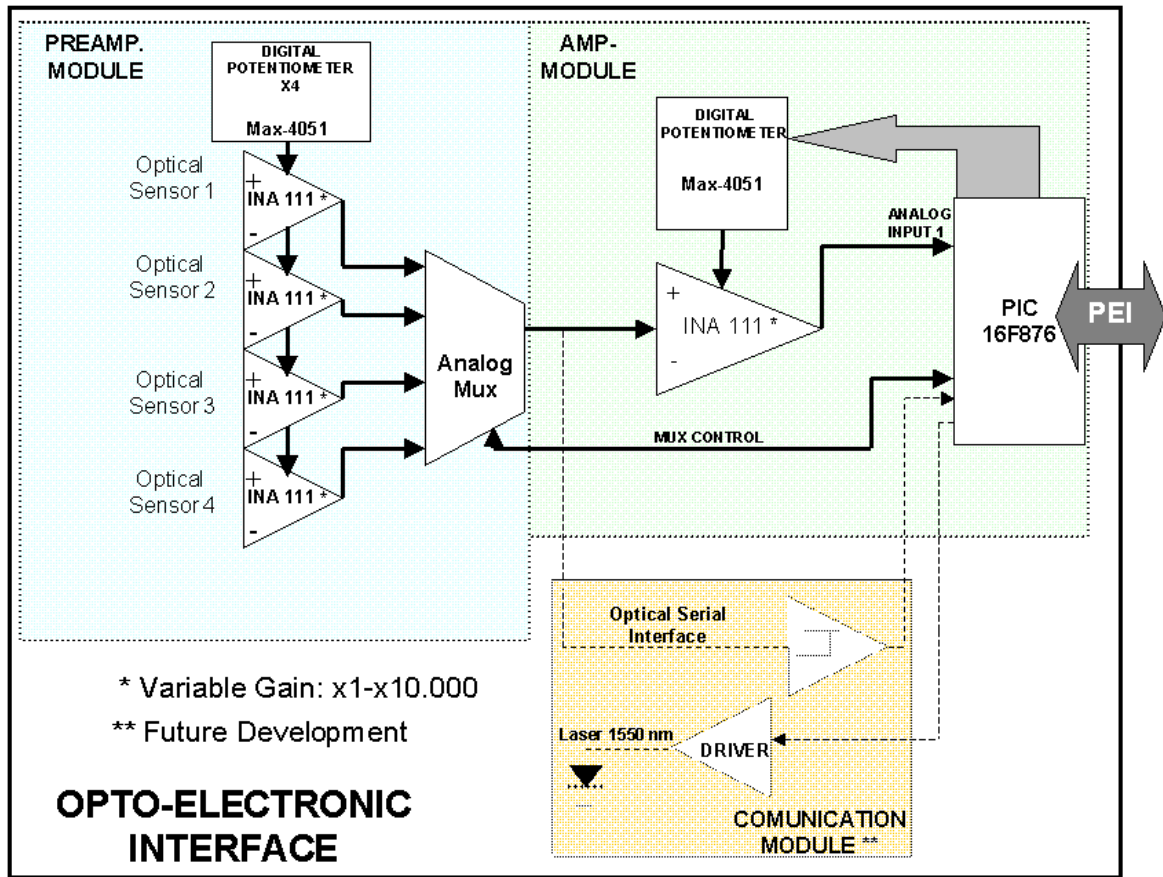 PREAMP.
MODULE
DIGITAL
POTENTIOMETER
X4
Max-4051
Optical
Sensor 1
+
INA 111 *
-
Optical
Sensor 2
+
INA 111 *
-
Optical
Sensor 3
+
INA 111 *
-
Optical
Sensor 4
+
INA 111 *
-
Analog
Mux
AMP-
MODULE
DIGITAL
POTENTIOMETER
Max-4051
+
INA 111 *
-
ANALOG
INPUT 1
MUX CONTROL
PIC
16F876
PEI
Optical Serial
Interface
Laser 1550 nm
DRIVER
COMUNICATION
MODULE **
* Variable Gain: x1-x10.000
** Future Development
OPTO-ELECTRONIC
INTERFACE